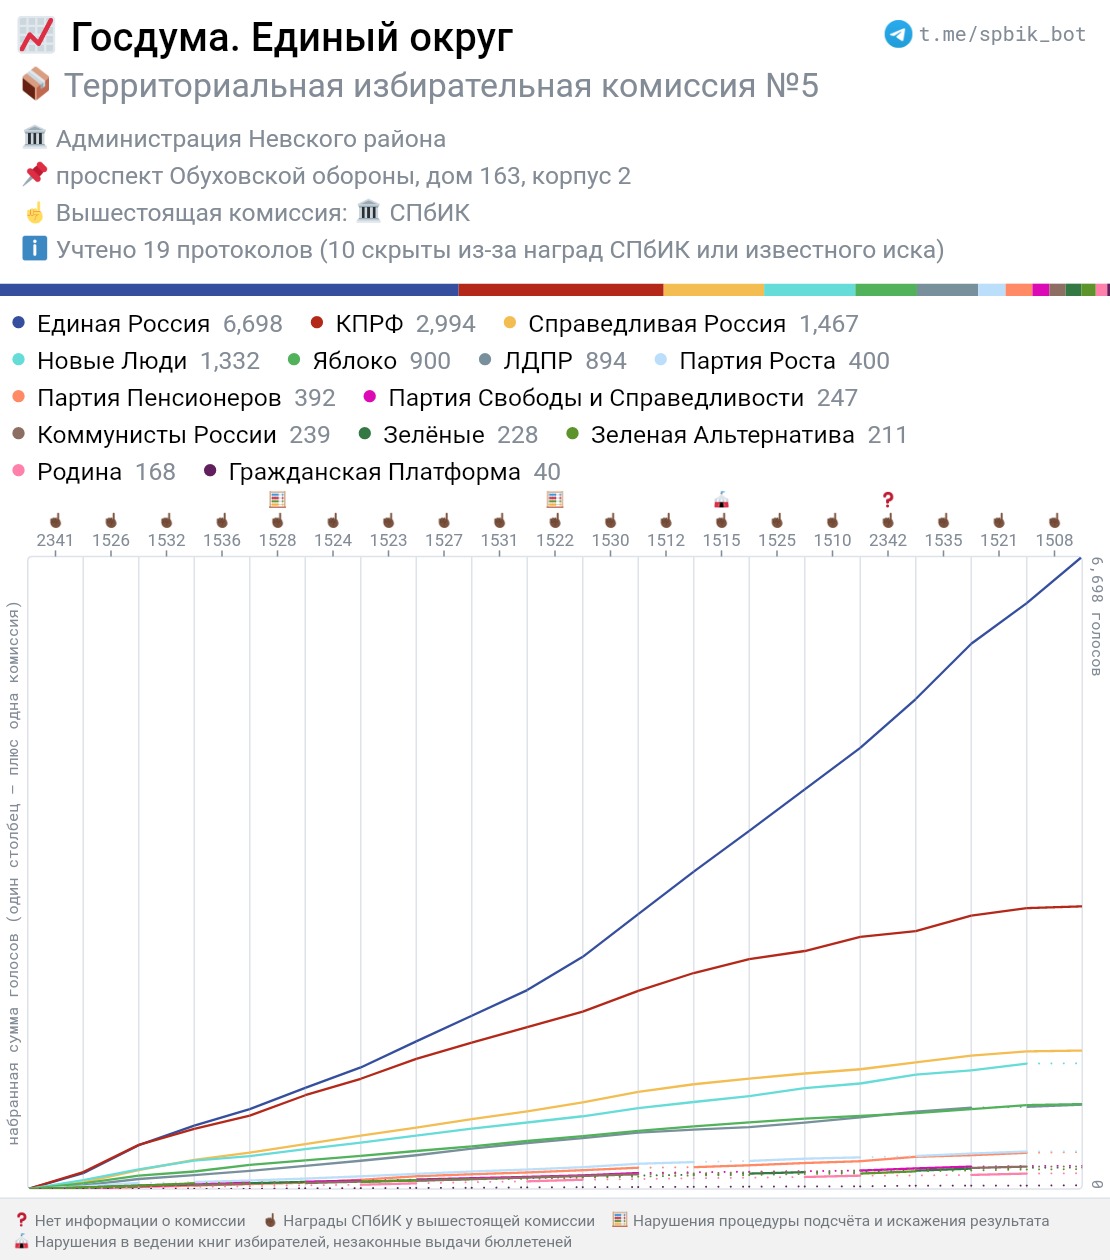 Госдума. Единый округ
t.me/spbik_bot
Территориальная избирательная комиссия №5
Администрация Невского района
проспект Обуховской обороны, дом 163, корпус 2
Вышестоящая комиссия: СПбИК
Учтено 19 протоколов (10 скрыты из-за наград СПбИК или известного иска)
Единая Россия 6,698 КПРФ 2,994 Справедливая Россия 1,467
Новые Люди 1,332 Яблоко 900 ЛДПР 894 Партия Роста 400
Партия Пенсионеров 392 Партия Свободы и Справедливости 247
Коммунисты России 239 Зелёные 228 Зеленая Альтернатива 211
Родина 168 Гражданская Платформа 40
2341 1526 1532 1536 1528 1524 1523 1527 1531 1522 1530 1512 1515 1525 1510 2342 1535 1521 1508
набранная сумма голосов (один столбец – плюс одна комиссия)
6,698 голосов
0
Нет информации о комиссии Награды СПбИК у вышестоящей комиссии Нарушения процедуры подсчёта и искажения результата
Нарушения в ведении книг избирателей, незаконные выдачи бюллетеней